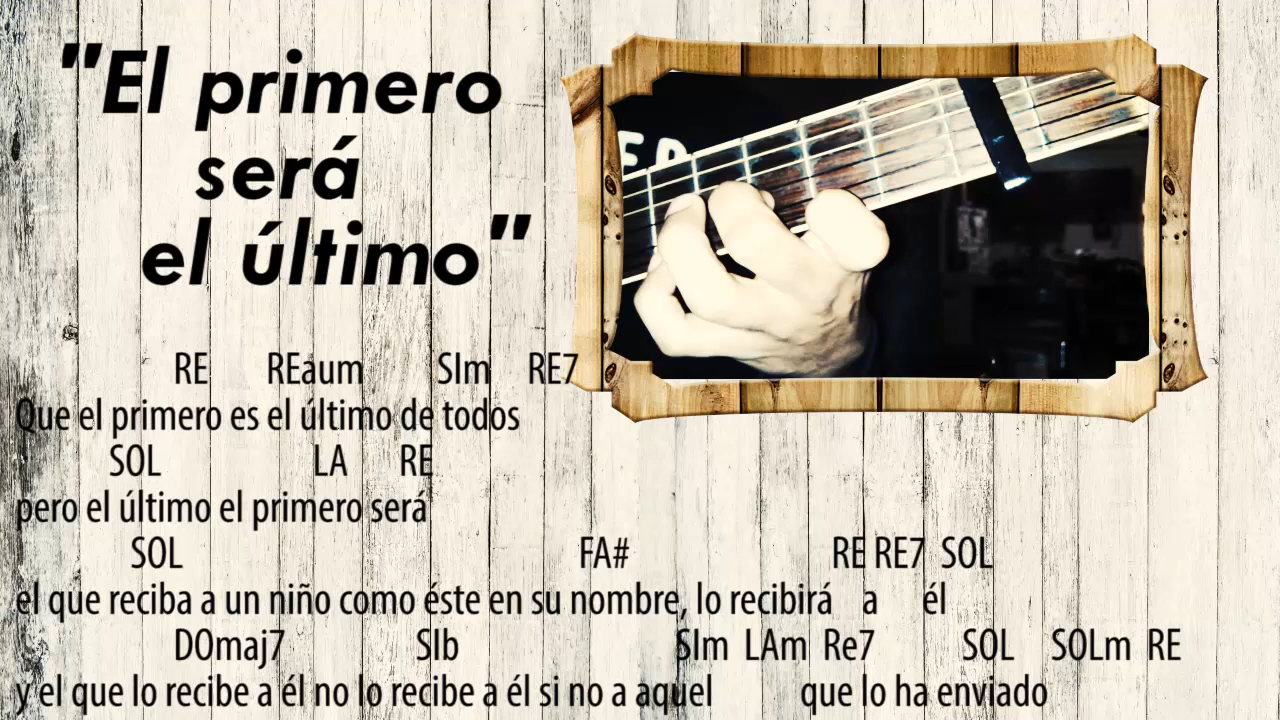 "El primero
será
el último"
RE REaum SIm RE7
Que el primero es el último de todos
SOL LA RE
pero el último el primero será
SOL FA# RE RE7 SOL
el que reciba a un niño como éste en su nombre, lo recibirá a él
DOmaj7 SIb SIm LAm Re7 SOL SOLm RE
y el que lo recibe a él no lo recibe a él si no a aquel que lo ha enviado